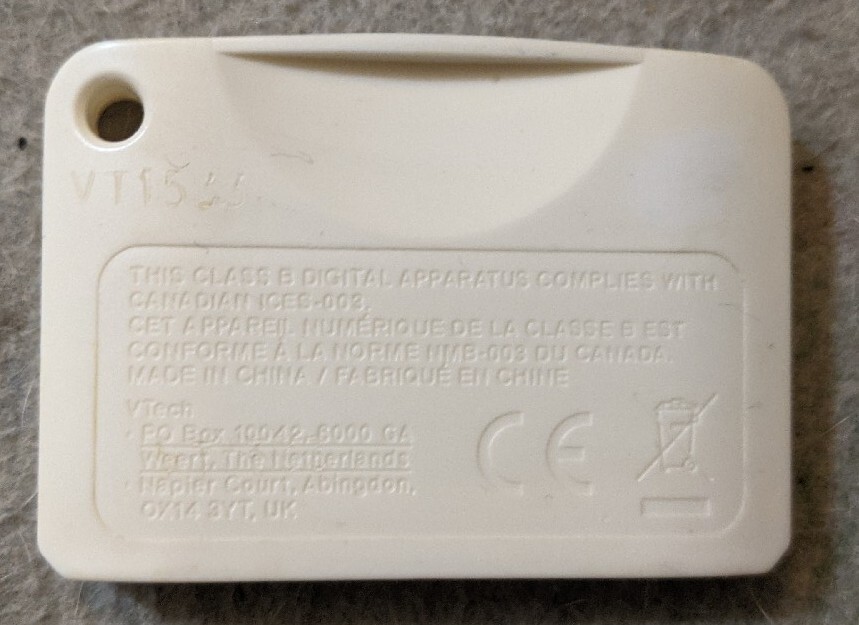 THIS CLASS B DIGITAL APPARATUS COMPLIES WITH
CANADIAN ICES-003.
CET APPAREIL NUMÉRIQUE DE LA CLASSE B EST
CONFORME À LA NORME NMB-003 DU CANADA.
MADE IN CHINA / FABRIQUÉ EN CHINE
VTech
· PO Box 10042, 6000 GA
Weert, The Netherlands
· Napier Court, Abingdon,
OX14 3YT, UK
CE